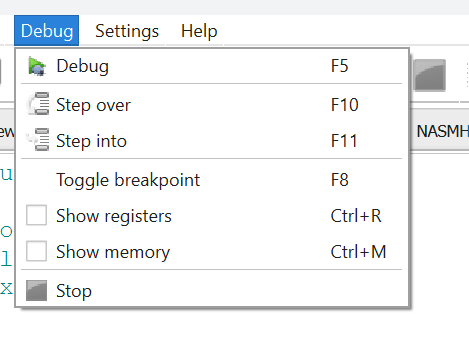 Debug Settings Help
Debug F5
Step over F10
Step into F11
Toggle breakpoint F8
Show registers Ctrl+R
Show memory Ctrl+M
Stop
NASMH